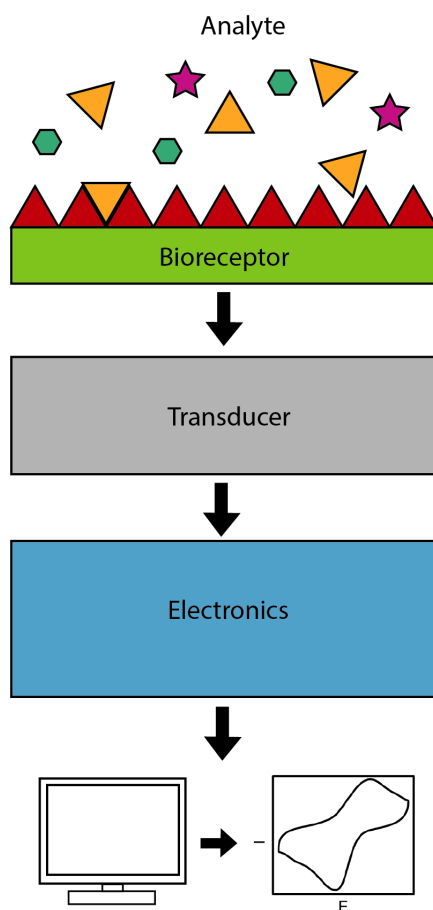 Analyte
Bioreceptor
Transducer
Electronics
I
E